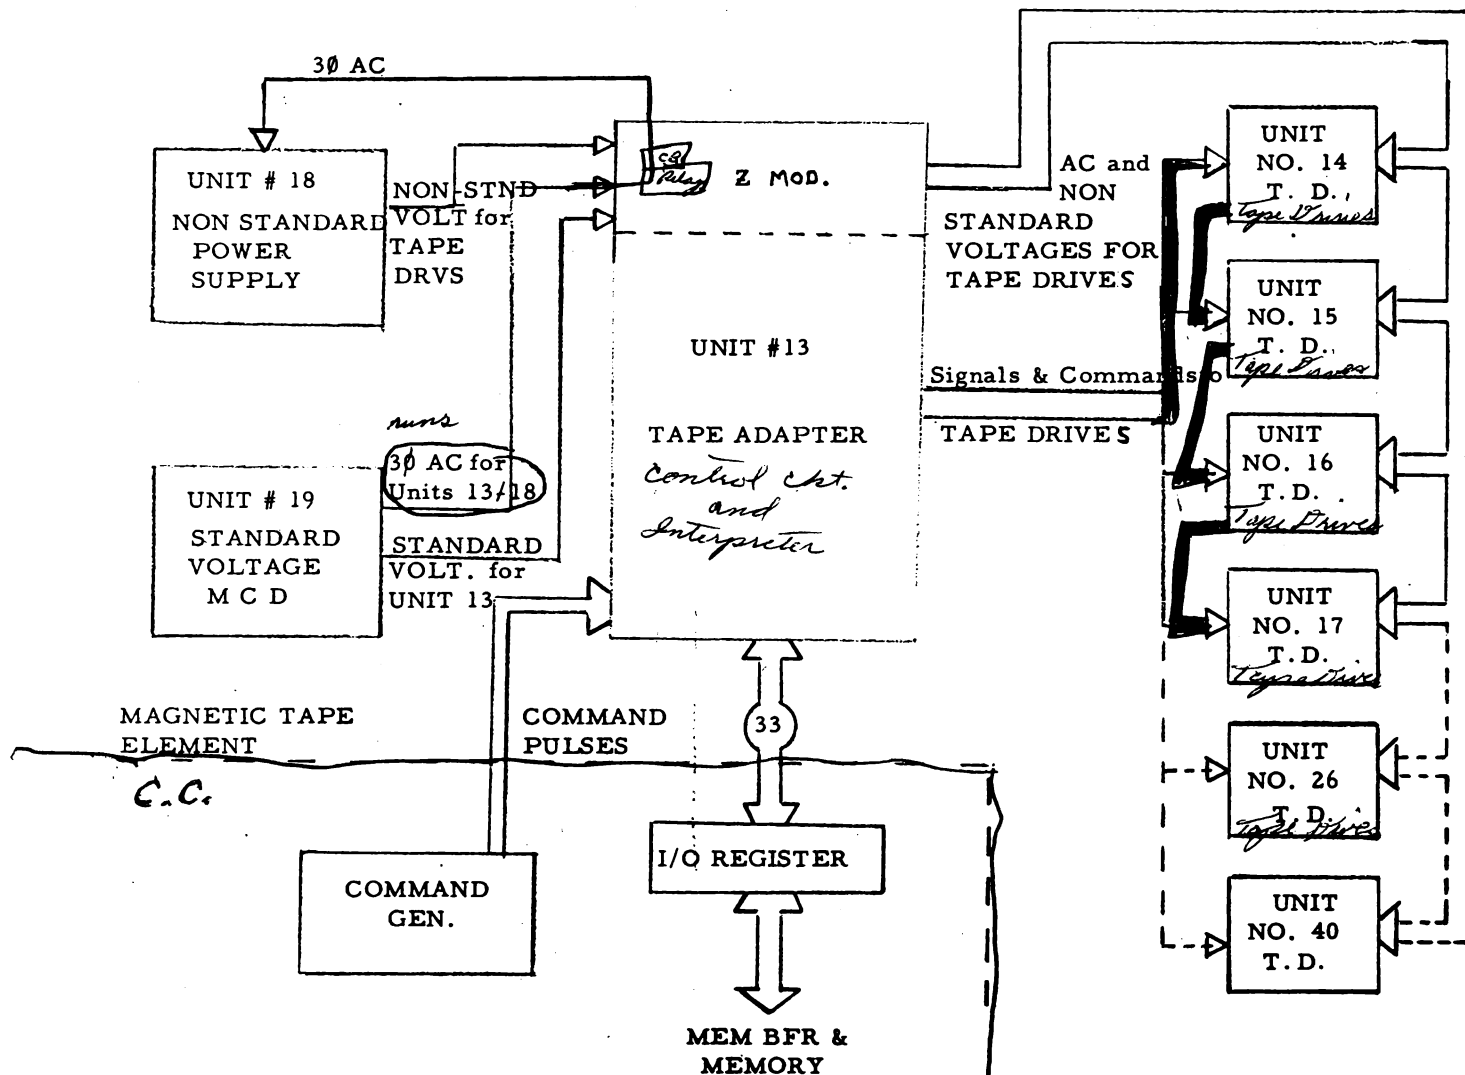 3Ø AC
UNIT # 18
NON STANDARD
POWER
SUPPLY
NON-STND
VOLT for
TAPE
DRVS
CB
Relay
Z MOD.
AC and
NON
STANDARD
VOLTAGES FOR
TAPE DRIVES
UNIT #13
TAPE ADAPTER
Control ckt.
and
Interpreter
Signals & Commands to
TAPE DRIVES
runs
3Ø AC for
Units 13/18
UNIT # 19
STANDARD
VOLTAGE
M C D
STANDARD
VOLT. for
UNIT 13
MAGNETIC TAPE
ELEMENT
C.C.
COMMAND
PULSES
33
COMMAND
GEN.
I/O REGISTER
MEM BFR &
MEMORY
UNIT
NO. 14
T. D.
Tape Drives
UNIT
NO. 15
T. D.
Tape Drives
UNIT
NO. 16
T.D.
Tape Drives
UNIT
NO. 17
T.D.
Tape Drives
UNIT
NO. 26
T.D.
Tape Drives
UNIT
NO. 40
T.D.